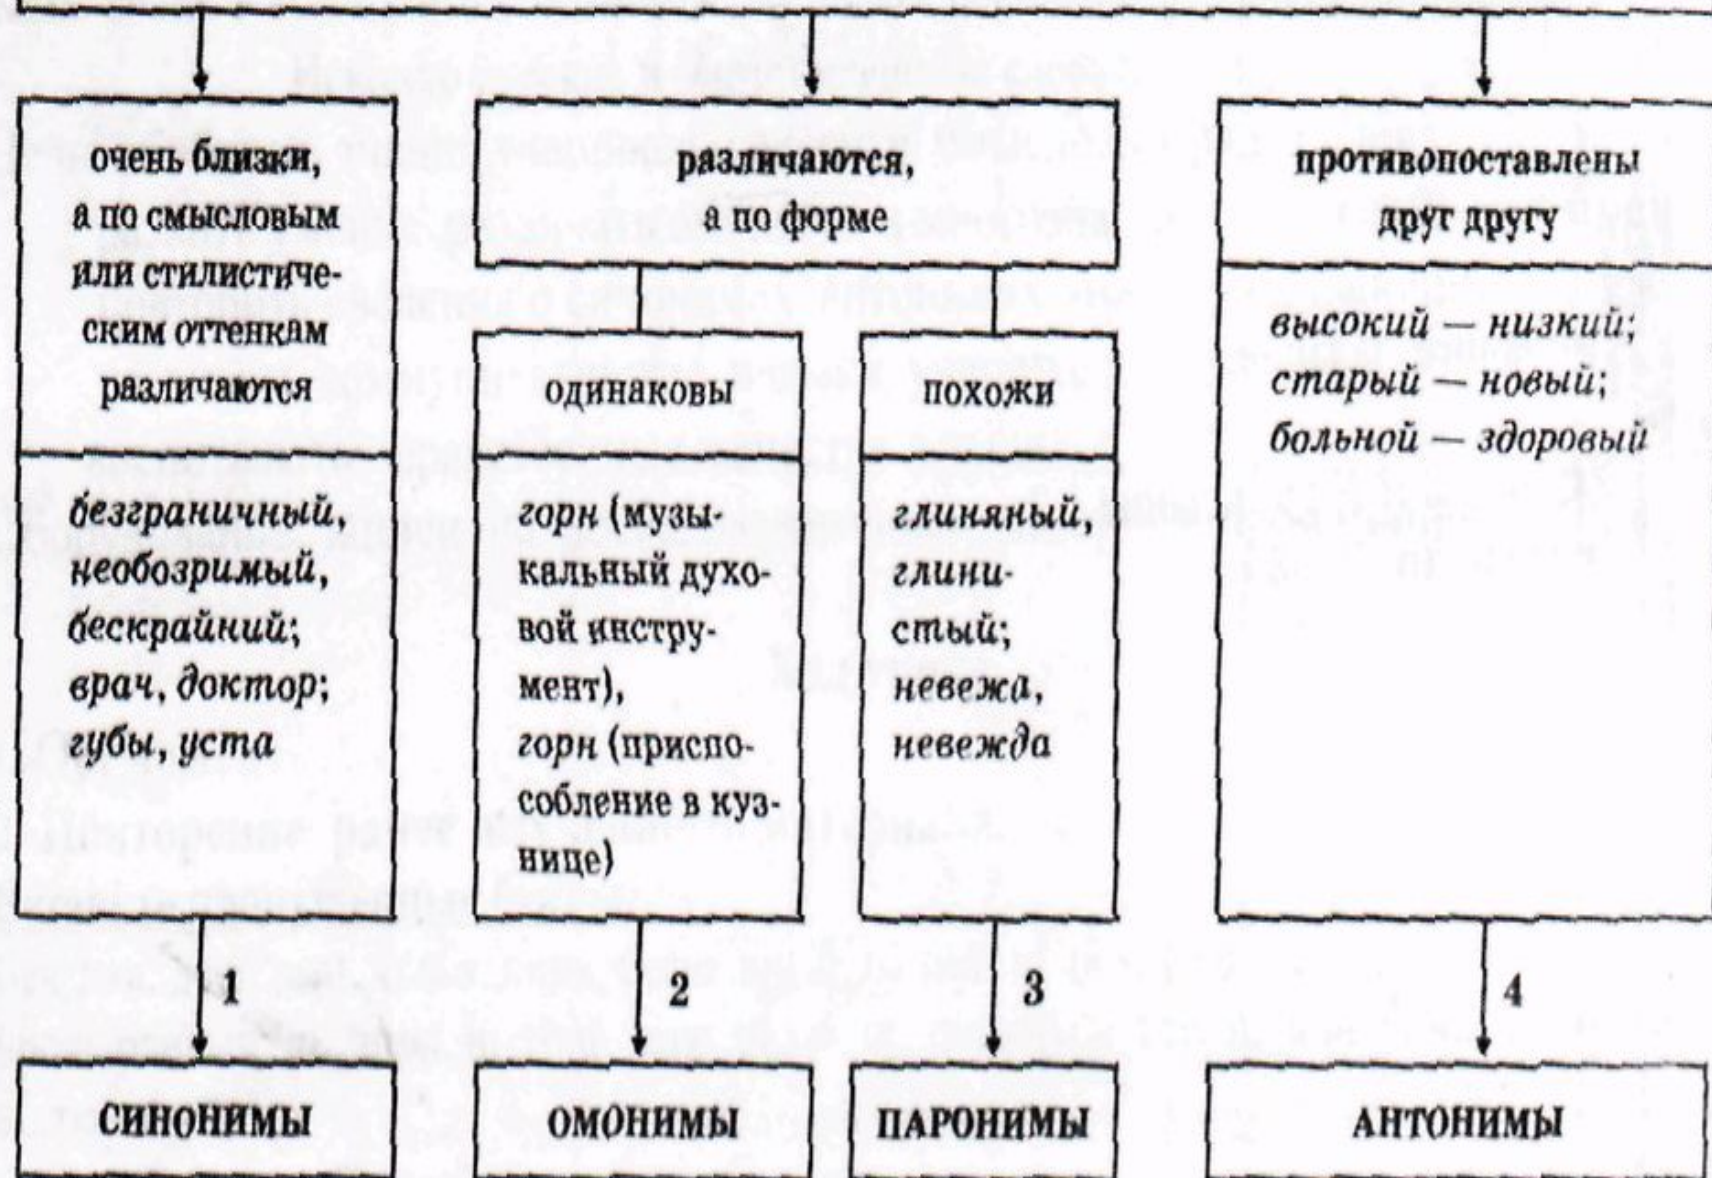 очень близки,
а по смысловым
или стилистиче-
ским оттенкам
различаются
безграничный,
необозримый,
бескрайний;
врач, доктор;
губы, уста
1
СИНОНИМЫ
различаются,
а по форме
одинаковы
горн (музы-
кальный духо-
вой инстру-
мент),
горн (приспо-
собление в куз-
нице)
2
ОМОНИМЫ
похожи
глиняный,
глини-
стый;
невежа,
невежда
3
ПАРОНИМЫ
противопоставлены
друг другу
высокий — низкий;
старый — новый;
больной — здоровый
4
АНТОНИМЫ